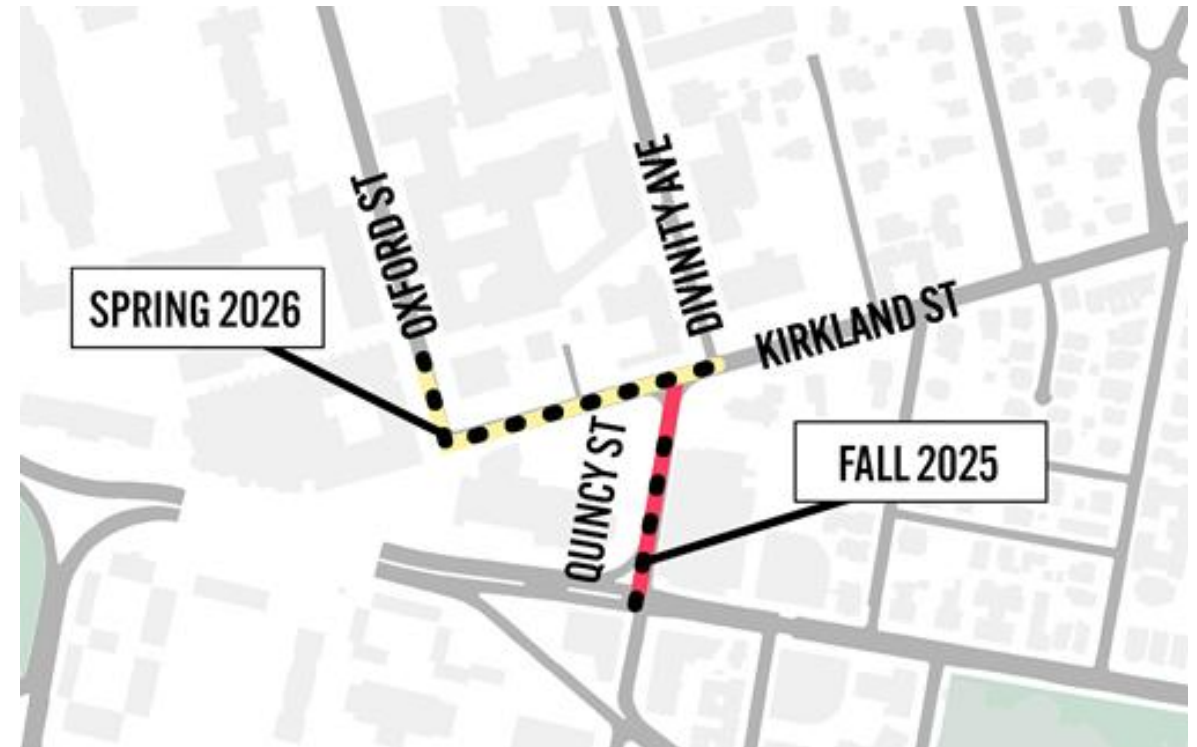 OXFORD ST
DIVINITY AVE
SPRING 2026
KIRKLAND ST
QUINCY ST
FALL 2025